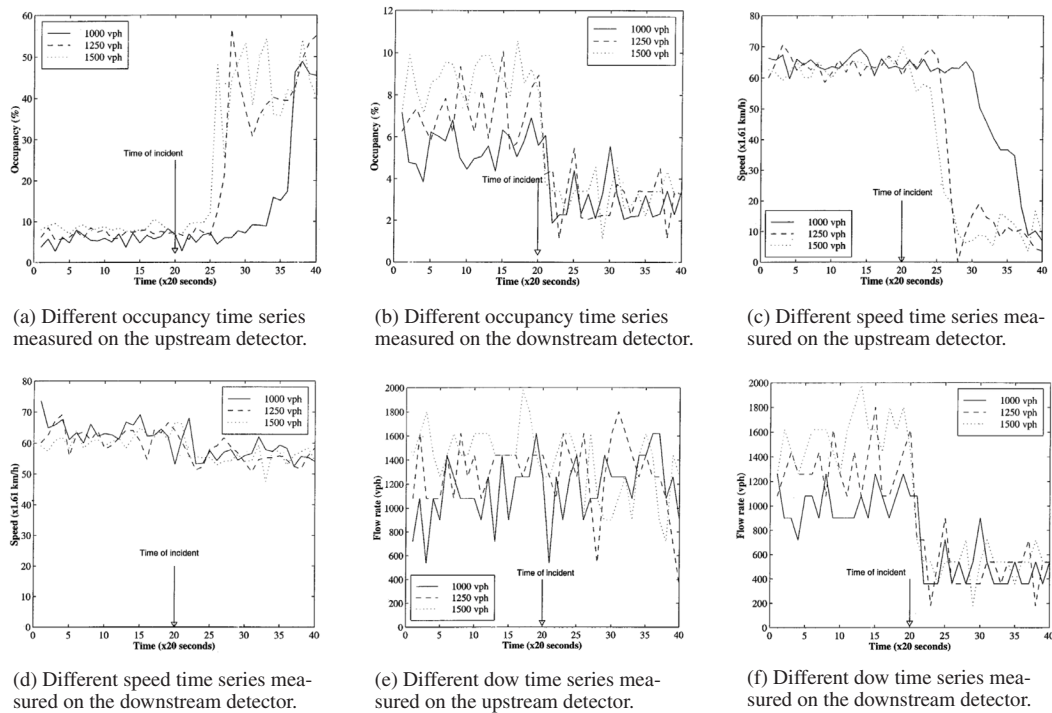 60
50
40
30
20
10
0
Occupancy (%)
1000 vph
1250 vph
1500 vph
Time of incident
0 5 10 15 20 25 30 35 40
Time (x20 seconds)
(a) Different occupancy time series
measured on the upstream detector.
12
10
8
6
4
2
0
Occupancy (%)
1000 vph
1250 vph
1500 vph
Time of incident
0 5 10 15 20 25 30 35 40
Time (x20 seconds)
(b) Different occupancy time series
measured on the downstream detector.
80
70
60
50
40
30
20
10
0
Speed (x1.61 km/h)
Time of incident
1000 vph
1250 vph
1500 vph
0 5 10 15 20 25 30 35 40
Time (x20 seconds)
(c) Different speed time series mea-
sured on the upstream detector.
80
70
60
50
40
30
20
10
0
Speed (x1.61 km/h)
1000 vph
1250 vph
1500 vph
Time of incident
0 5 10 15 20 25 30 35 40
Time (x20 seconds)
(d) Different speed time series mea-
sured on the downstream detector.
2000
1800
1600
1400
1200
1000
800
600
400
200
0
Flow rate (vph)
Time of incident
1000 vph
1250 vph
1500 vph
0 5 10 15 20 25 30 35 40
Time (x20 seconds)
(e) Different dow time series mea-
sured on the upstream detector.
2000
1800
1600
1400
1200
1000
800
600
400
200
0
Flow rate (vph)
1000 vph
1250 vph
1500 vph
Time of incident
0 5 10 15 20 25 30 35 40
Time (x20 seconds)
(f) Different dow time series mea-
sured on the downstream detector.